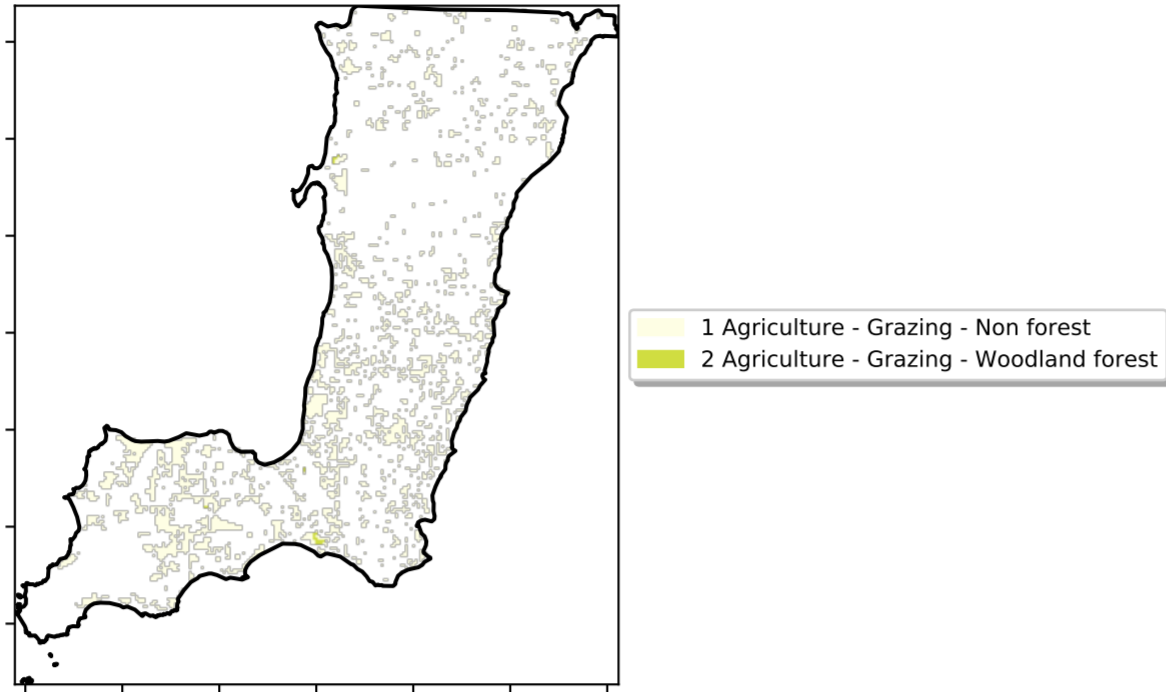 1 Agriculture - Grazing - Non forest
2 Agriculture - Grazing - Woodland forest